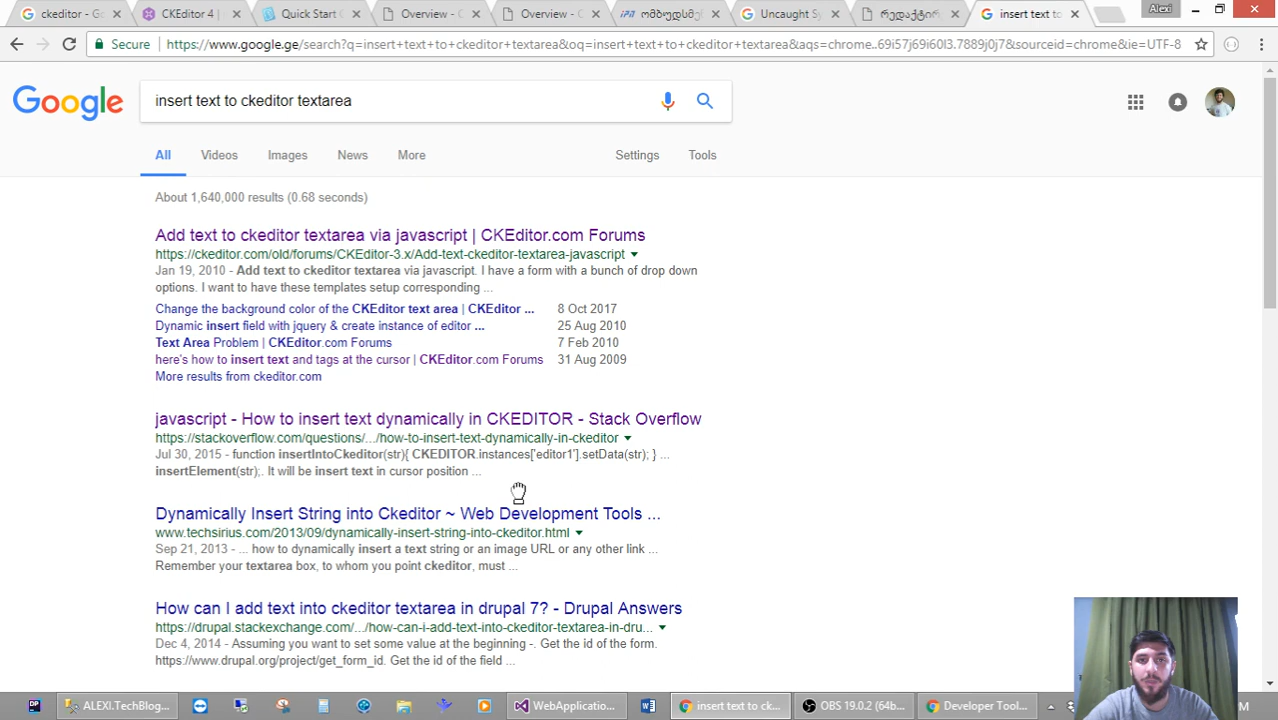 ckeditor - Go
CKEditor 4 |
Quick Start G
Overview - C
Overview - C
ომბუდსმენ
Uncaught Sy
რედაქტირ
insert text to
Alexi
Secure
https://www.google.ge/search?q=insert+text+to+ckeditor+textarea&oq=insert+text+to+ckeditor+textarea&aqs=chrome..69i57j69i60l3.7889j0j7&sourceid=chrome&ie=UTF-8
Google
insert text to ckeditor textarea
All Videos Images News More Settings Tools
About 1,640,000 results (0.68 seconds)
Add text to ckeditor textarea via javascript | CKEditor.com Forums
https://ckeditor.com/old/forums/CKEditor-3.x/Add-text-ckeditor-textarea-javascript
Jan 19, 2010 - Add text to ckeditor textarea via javascript. I have a form with a bunch of drop down
options. I want to have these templates setup corresponding ...
Change the background color of the CKEditor text area | CKEditor ... 8 Oct 2017
Dynamic insert field with jquery & create instance of editor ... 25 Aug 2010
Text Area Problem | CKEditor.com Forums 7 Feb 2010
here's how to insert text and tags at the cursor | CKEditor.com Forums 31 Aug 2009
More results from ckeditor.com
javascript - How to insert text dynamically in CKEDITOR - Stack Overflow
https://stackoverflow.com/questions/.../how-to-insert-text-dynamically-in-ckeditor
Jul 30, 2015 - function insertIntoCkeditor(str){ CKEDITOR.instances['editor1'].setData(str); } ...
insertElement(str);. It will be insert text in cursor position ...
Dynamically Insert String into Ckeditor ~ Web Development Tools ...
www.techsirius.com/2013/09/dynamically-insert-string-into-ckeditor.html
Sep 21, 2013 - ... how to dynamically insert a text string or an image URL or any other link ...
Remember your textarea box, to whom you point ckeditor, must ...
How can I add text into ckeditor textarea in drupal 7? - Drupal Answers
https://drupal.stackexchange.com/.../how-can-i-add-text-into-ckeditor-textarea-in-dru...
Dec 4, 2014 - Assuming you want to set some value at the beginning -. Get the id of the form.
https://www.drupal.org/project/get_form_id. Get the id of the field ...
DP
ALEXI.TechBlog...
WebApplicatio...
insert text to ck...
OBS 19.0.2 (64b...
Developer Tool...